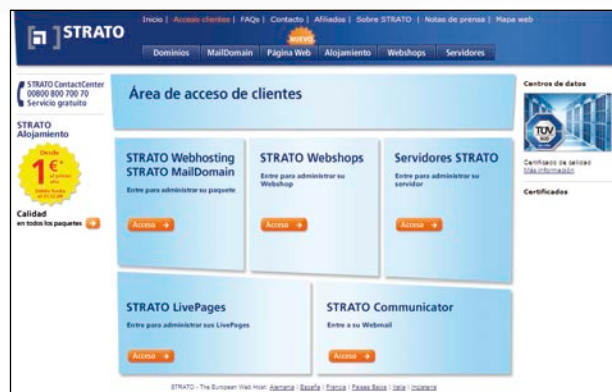 STRATO
Inicio | Acceso clientes | FAQs | Contacto | Afiliados | Sobre STRATO | Notas de prensa | Mapa web
NUEVO
Dominios MailDomain Página Web Alojamiento Webshops Servidores
STRATO ContactCenter
00800 800 700 70
Servicio gratuito
STRATO
Alojamiento
Desde
1€*
Calidad
en todos los paquetes
Área de acceso de clientes
STRATO Webhosting
STRATO MailDomain
Entre para administrar su paquete
Acceso
STRATO Webshops
Entre para administrar su
Webshop
Acceso
Servidores STRATO
Entre para administrar su
servidor
Acceso
STRATO LivePages
Entre para administrar sus LivePages
Acceso
STRATO Communicator
Entre a su Webmail
Acceso
Centros de datos
TÜV
Certificado de calidad
Más información
Certificados
STRATO - The European Web Host: Alemania | España | Francia | Países Bajos | Italia | Inglaterra